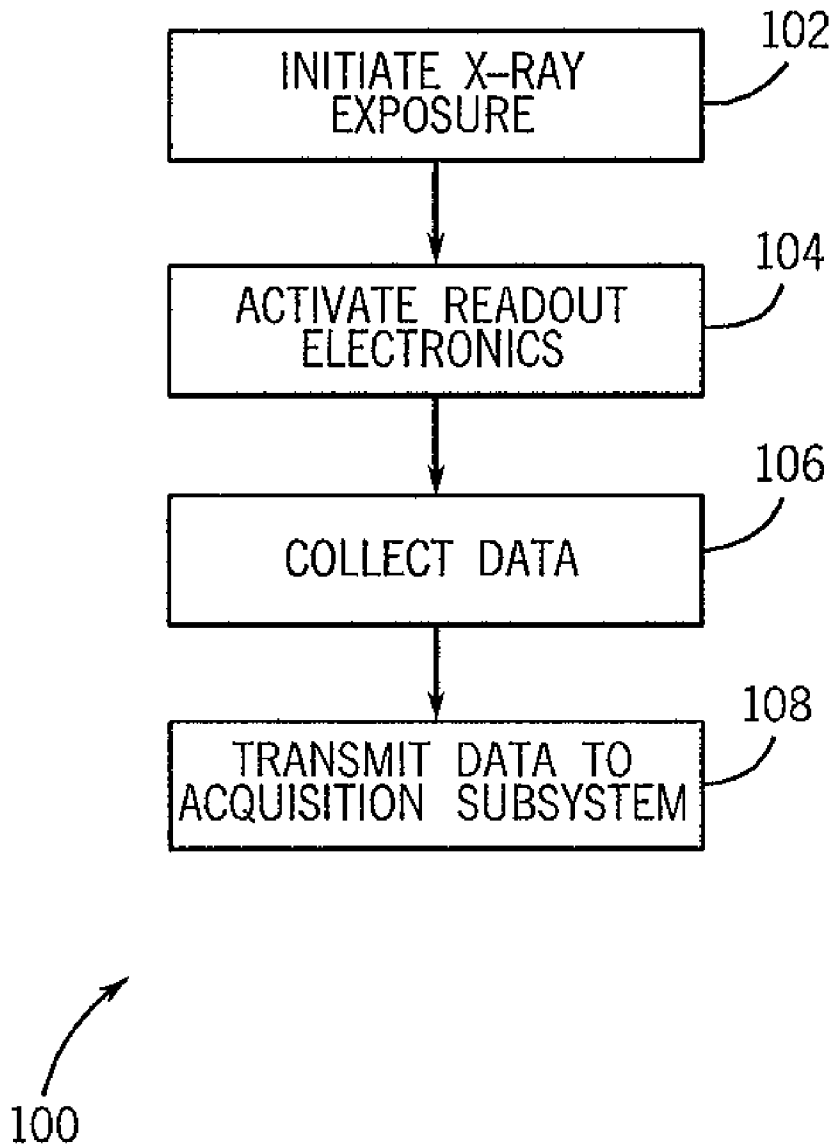 102
INITIATE X-RAY
EXPOSURE
104
ACTIVATE READOUT
ELECTRONICS
106
COLLECT DATA
108
TRANSMIT DATA TO
ACQUISITION SUBSYSTEM
100